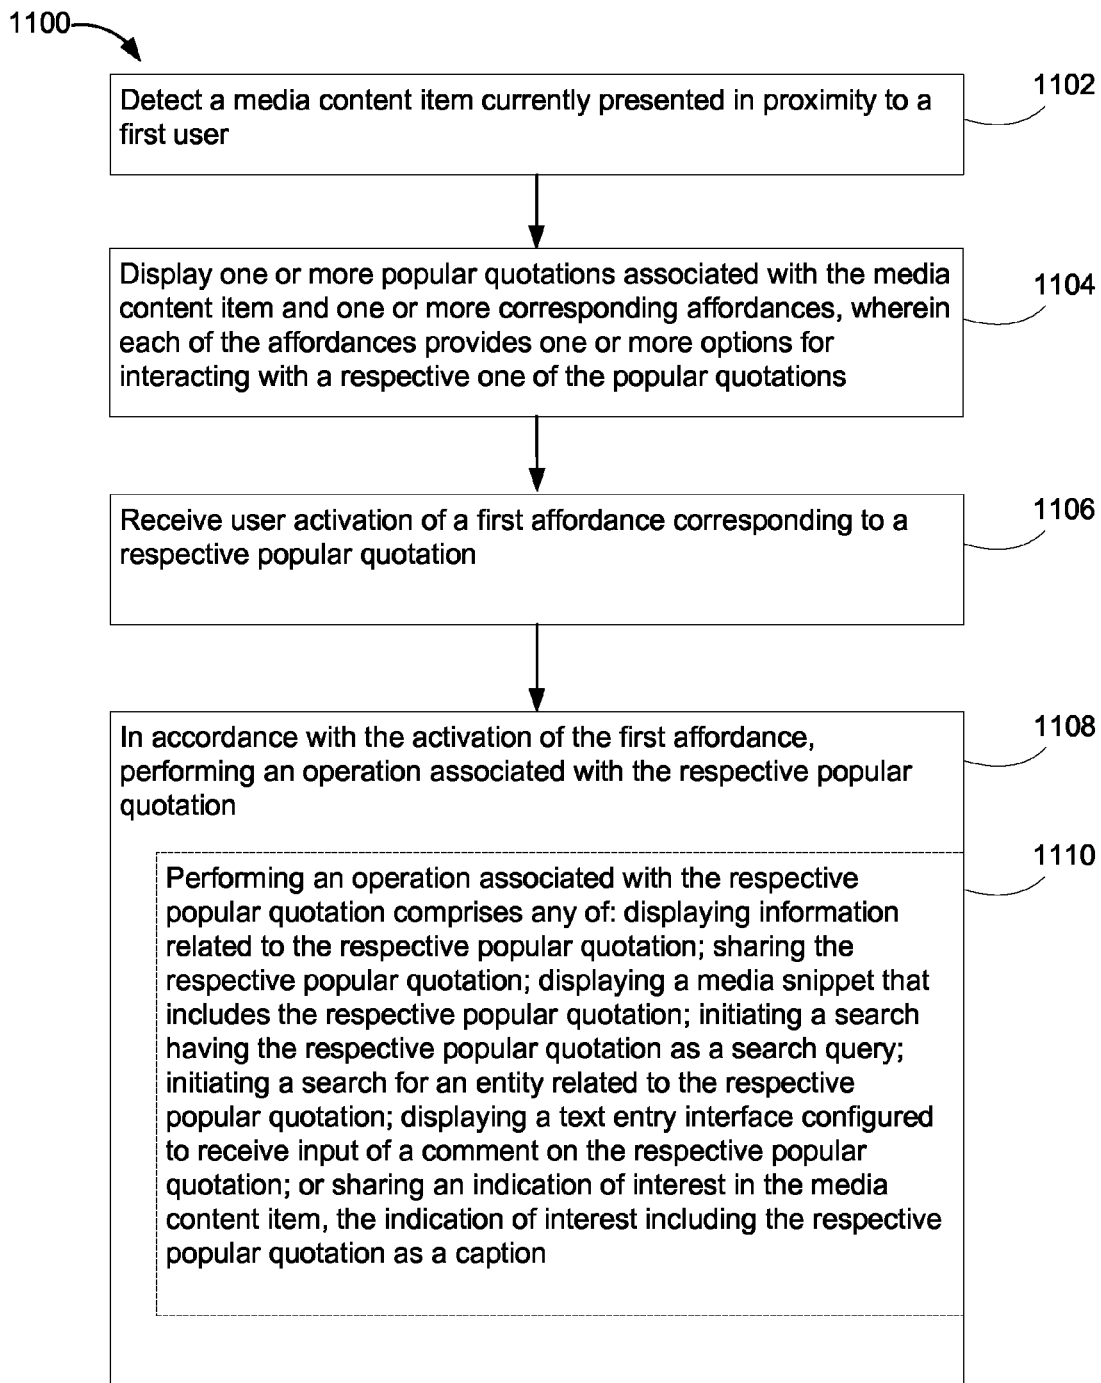 1100
Detect a media content item currently presented in proximity to a
first user
1102
Display one or more popular quotations associated with the media
content item and one or more corresponding affordances, wherein
each of the affordances provides one or more options for
interacting with a respective one of the popular quotations
1104
Receive user activation of a first affordance corresponding to a
respective popular quotation
1106
In accordance with the activation of the first affordance,
performing an operation associated with the respective popular
quotation
1108
Performing an operation associated with the respective
popular quotation comprises any of: displaying information
related to the respective popular quotation; sharing the
respective popular quotation; displaying a media snippet that
includes the respective popular quotation; initiating a search
having the respective popular quotation as a search query;
initiating a search for an entity related to the respective
popular quotation; displaying a text entry interface configured
to receive input of a comment on the respective popular
quotation; or sharing an indication of interest in the media
content item, the indication of interest including the respective
popular quotation as a caption
1110